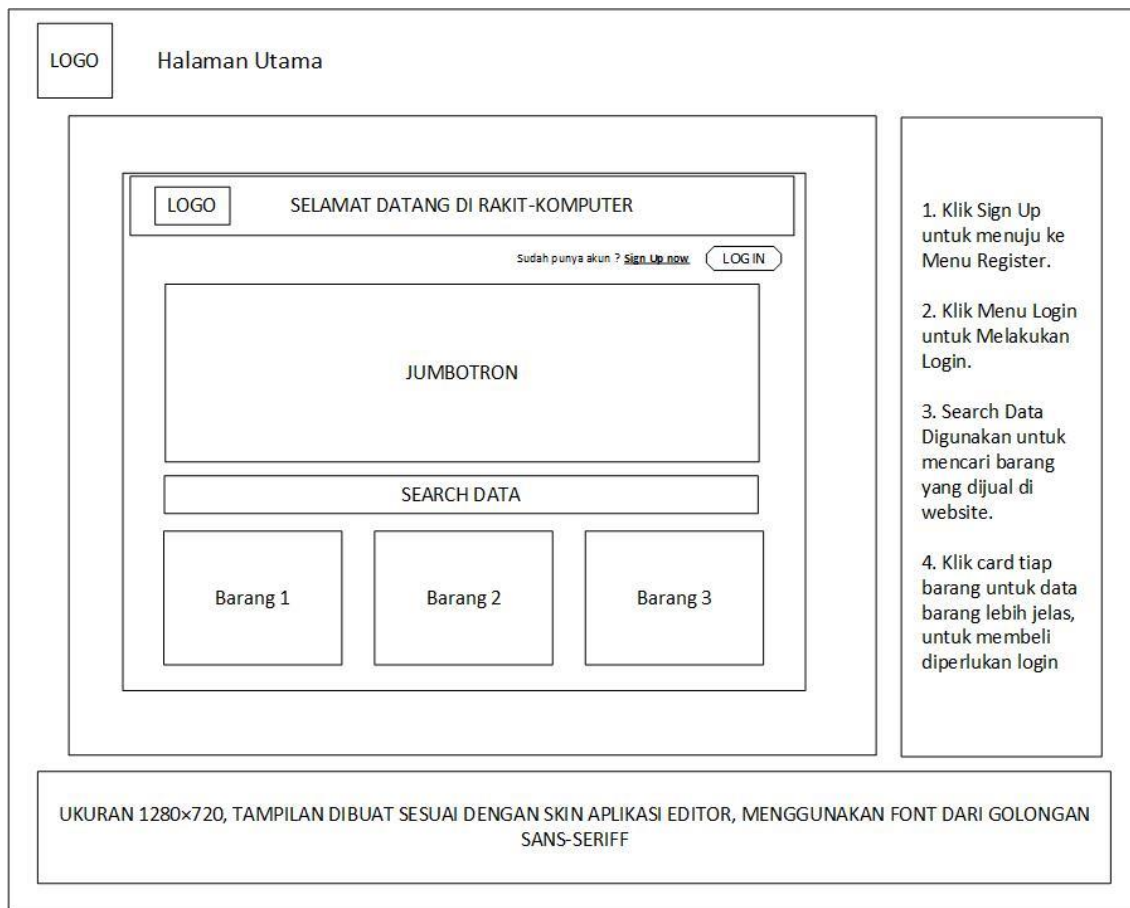 LOGO
Halaman Utama
LOGO
SELAMAT DATANG DI RAKIT-KOMPUTER
Sudah punya akun ? Sign Up now
LOG IN
JUMBOTRON
SEARCH DATA
Barang 1
Barang 2
Barang 3
1. Klik Sign Up
untuk menuju ke
Menu Register.
2. Klik Menu Login
untuk Melakukan
Login.
3. Search Data
Digunakan untuk
mencari barang
yang dijual di
website.
4. Klik card tiap
barang untuk data
barang lebih jelas,
untuk membeli
diperlukan login
UKURAN 1280×720, TAMPILAN DIBUAT SESUAI DENGAN SKIN APLIKASI EDITOR, MENGGUNAKAN FONT DARI GOLONGAN
SANS-SERIFF